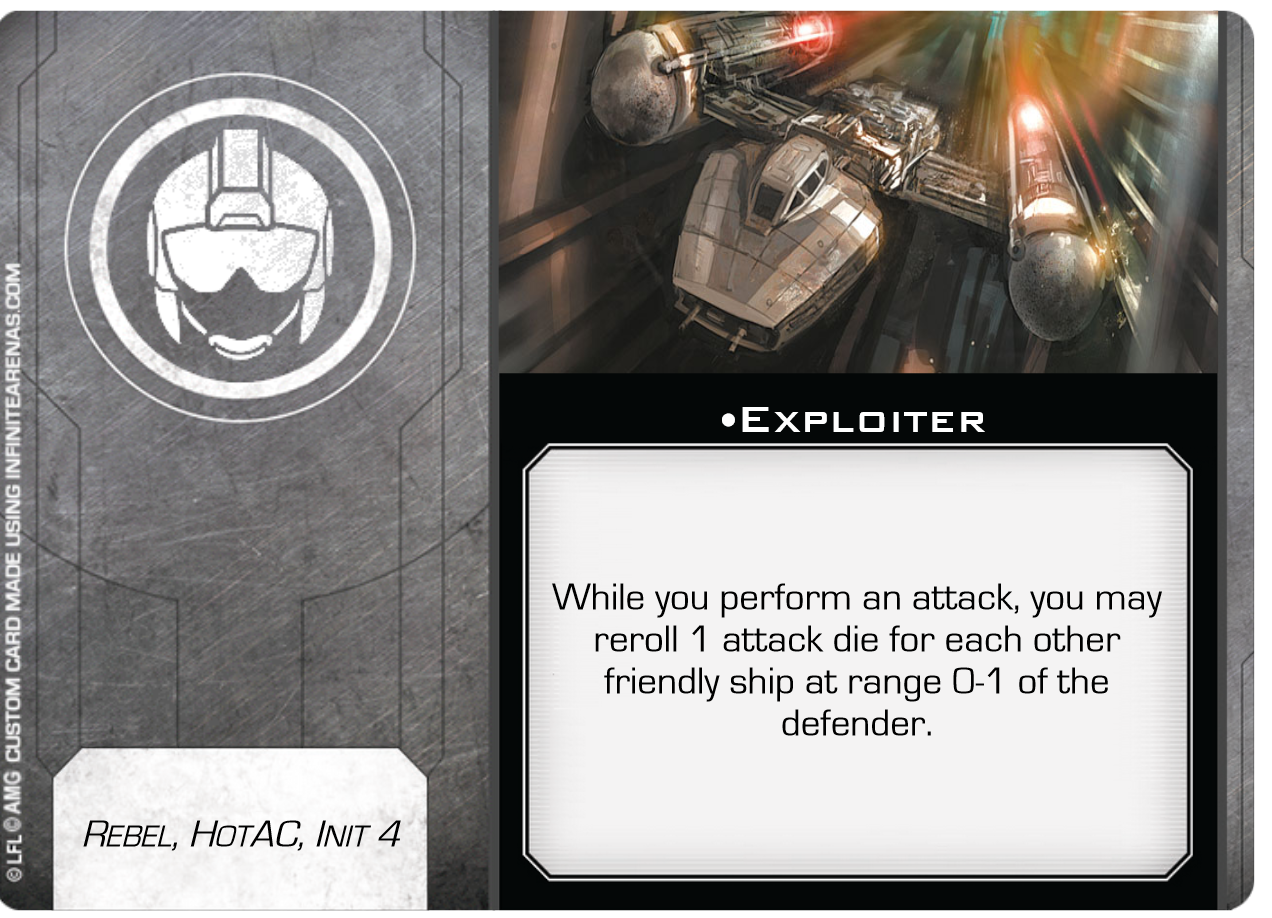 •Exploiter
While you perform an attack, you may
reroll 1 attack die for each other
friendly ship at range 0-1 of the
defender.
Rebel, HotAC, Init 4
© LFL © AMG CUSTOM CARD MADE USING INFINITEARENAS.COM